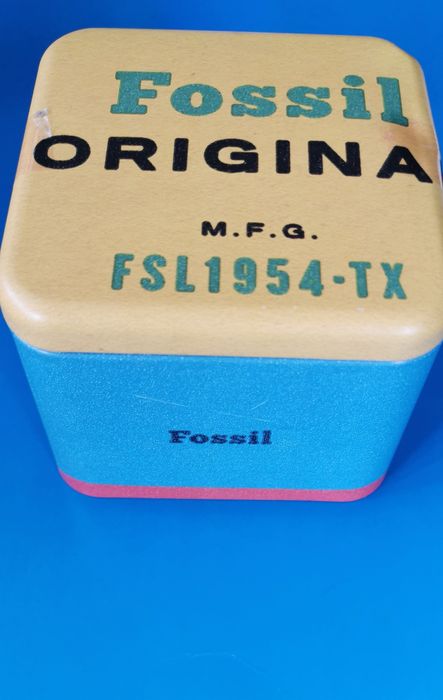 Fossil
ORIGINA
M.F.G.
FSL1954-TX
Fossil